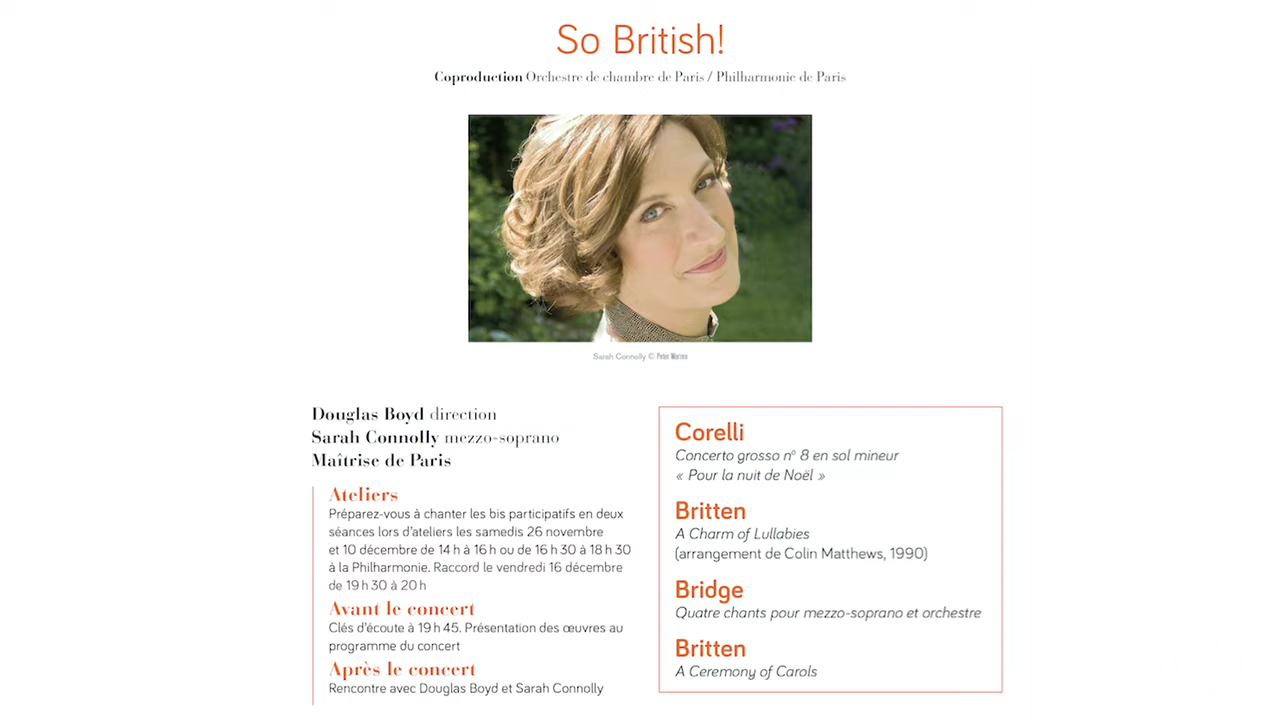 So British!
Coproduction Orchestre de chambre de Paris / Philharmonie de Paris
Sarah Connolly © Peter Warren
Douglas Boyd direction
Sarah Connolly mezzo-soprano
Maîtrise de Paris
Ateliers
Préparez-vous à chanter les bis participatifs en deux
séances lors d'ateliers les samedis 26 novembre
et 10 décembre de 14 h à 16 h ou de 16 h 30 à 18 h 30
à la Philharmonie. Raccord le vendredi 16 décembre
de 19 h 30 à 20 h
Avant le concert
Clés d'écoute à 19 h 45. Présentation des œuvres au
programme du concert
Après le concert
Rencontre avec Douglas Boyd et Sarah Connolly
Corelli
Concerto grosso nº 8 en sol mineur
« Pour la nuit de Noël »
Britten
A Charm of Lullabies
(arrangement de Colin Matthews, 1990)
Bridge
Quatre chants pour mezzo-soprano et orchestre
Britten
A Ceremony of Carols